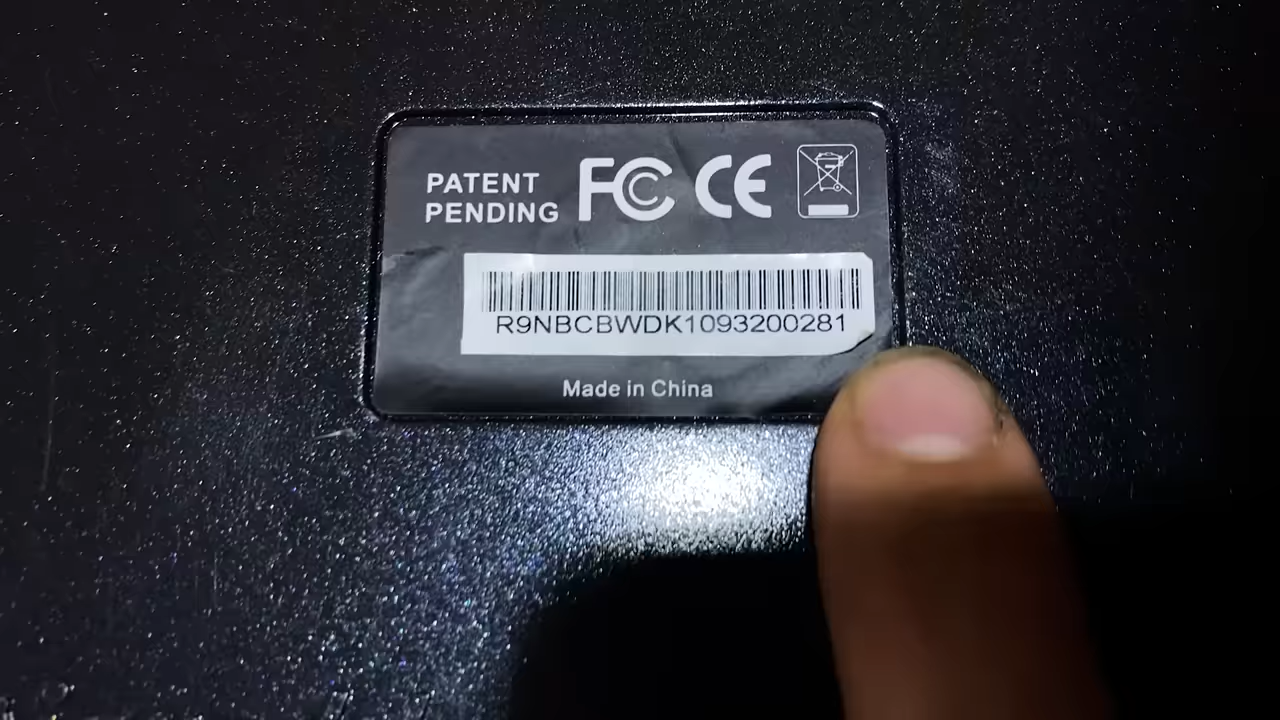 PATENT
PENDING
FC CE
R9NBCBWDK1093200281
Made in China